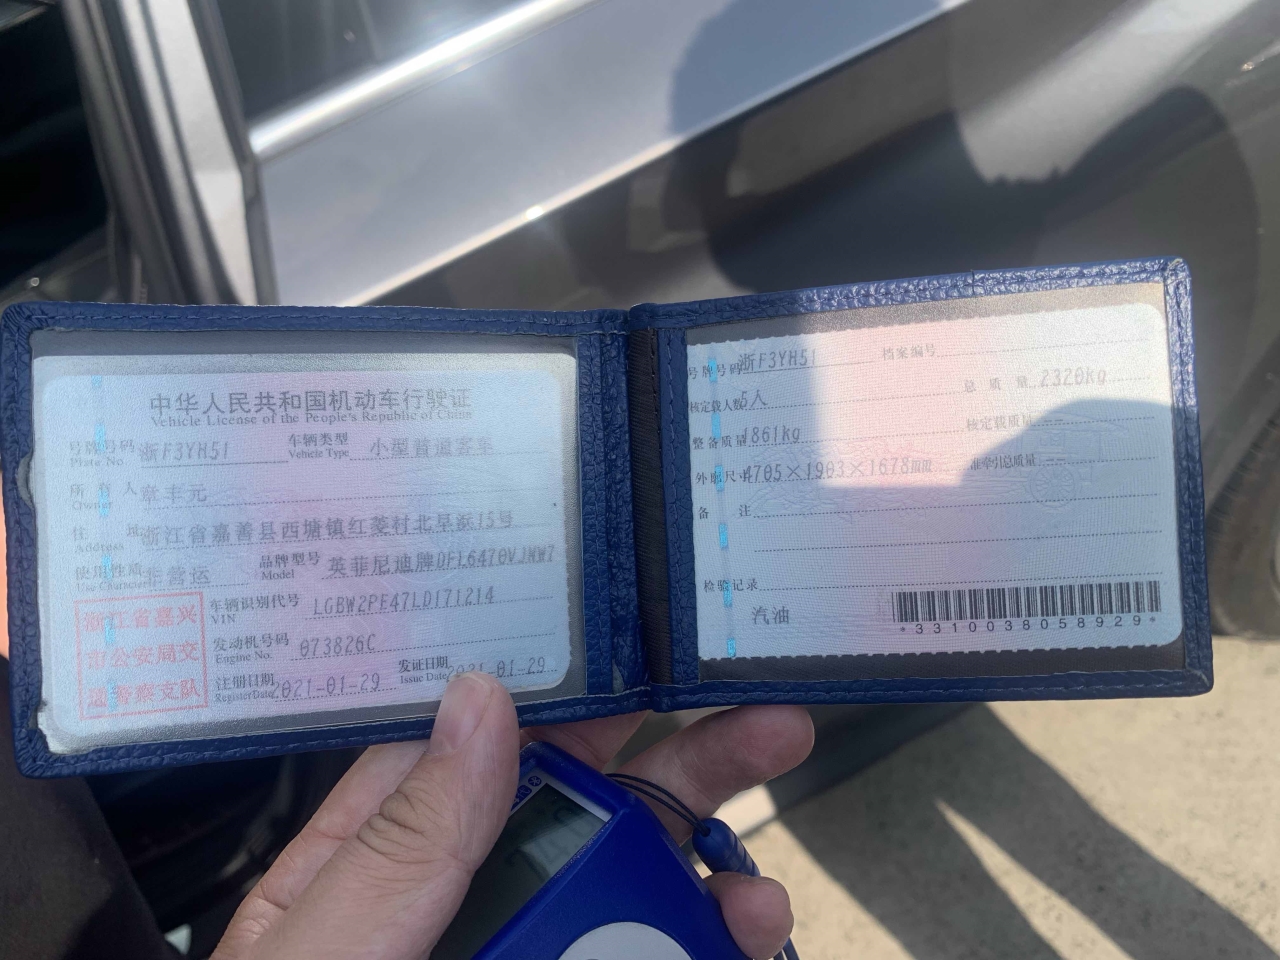 中华人民共和国机动车行驶证
Vehicle License of the People's Republic of China
号牌号码 浙F3YH51 车辆类型 小型普通客车
Plate No. Vehicle Type
所有人 章丰元
Owner
住址 浙江省嘉善县西塘镇红菱村北早浜15号
Address
使用性质 非营运 品牌型号 英菲尼迪牌DFL6470VJNW7
Use Character Model
浙江省嘉兴
市公安局交
通警察支队
车辆识别代号 LGBW2PE47LD171214
VIN
发动机号码 073826C
Engine No.
注册日期 2021-01-29 发证日期 2021-01-29
Register Date Issue Date
号牌号码 浙F3YH51 档案编号
核定载人数 5人 总质量 2320kg
整备质量 1861kg 核定载质量 --
外廓尺寸 4705×1903×1678mm 准牵引总质量 --
备注
检验记录
汽油
*3310038058929*